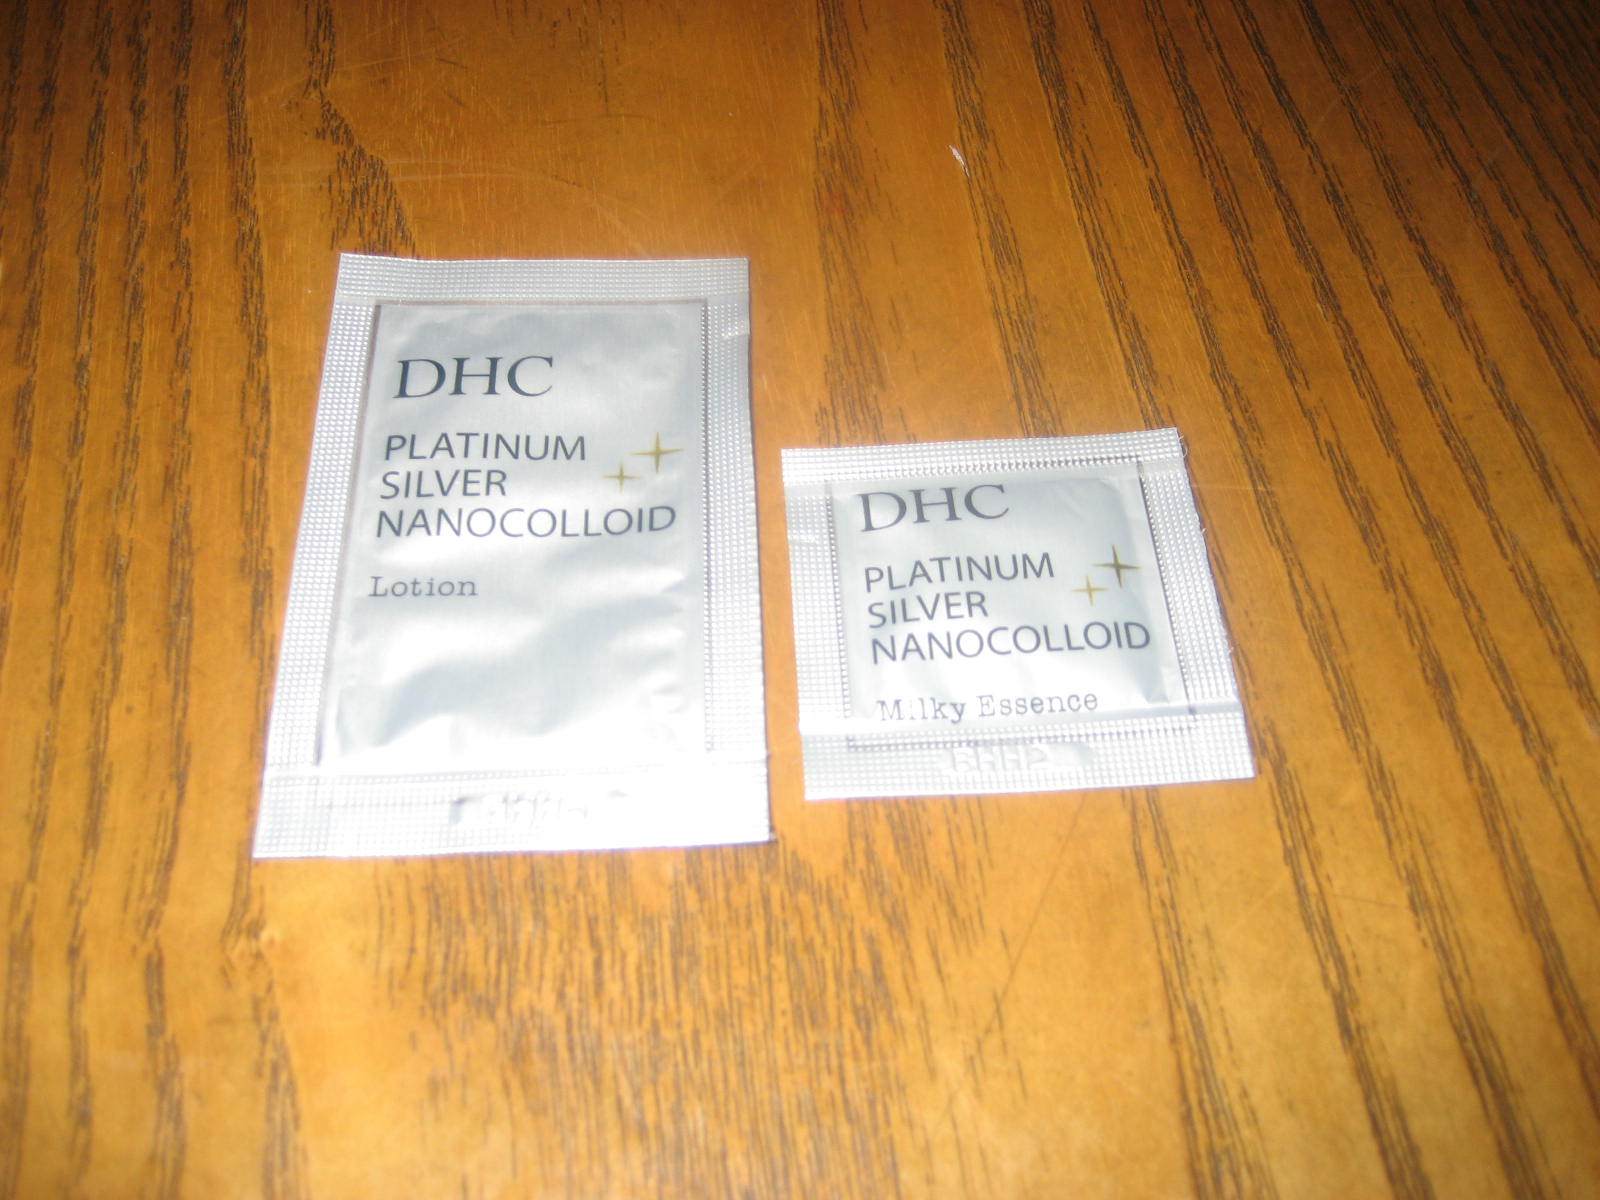 DHC
PLATINUM
SILVER
NANOCOLLOID
Lotion
DHC
PLATINUM
SILVER
NANOCOLLOID
Milky Essence